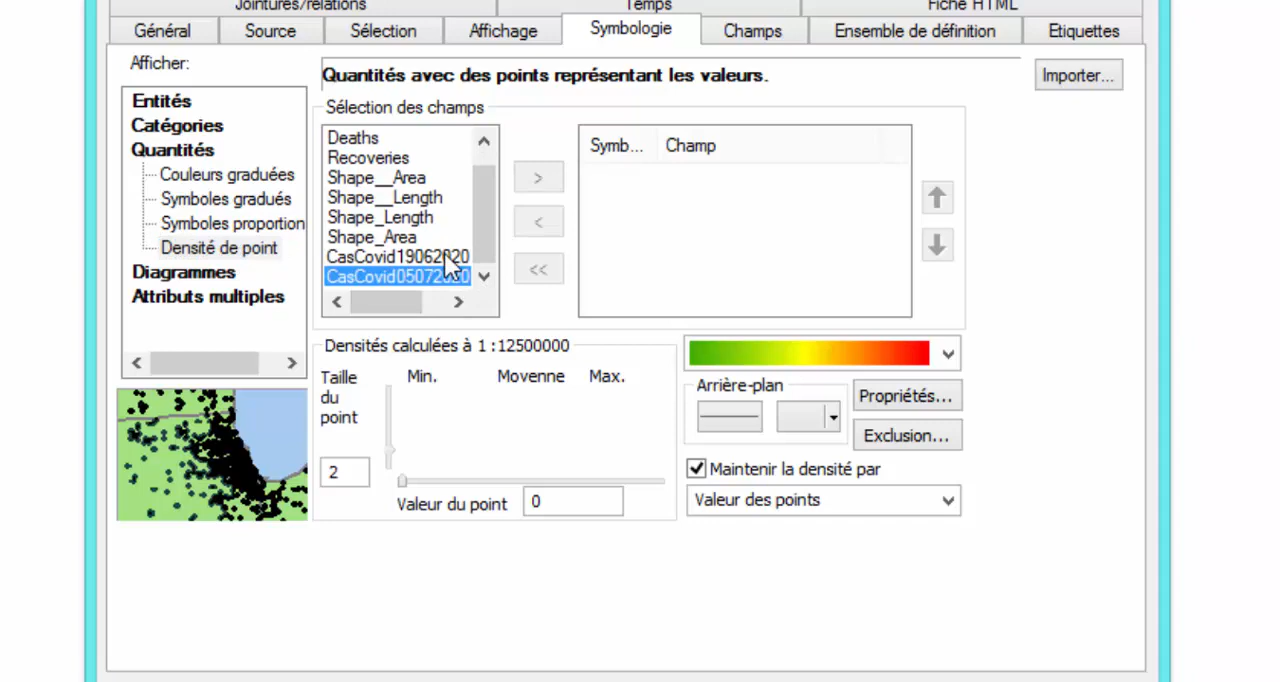 Jointures/relations
Temps
Fiche HTML
Général
Source
Sélection
Affichage
Symbologie
Champs
Ensemble de définition
Etiquettes
Afficher:
Entités
Catégories
Quantités
Couleurs graduées
Symboles gradués
Symboles proportion
Densité de point
Diagrammes
Attributs multiples
Quantités avec des points représentant les valeurs.
Importer...
Sélection des champs
Deaths
Recoveries
Shape__Area
Shape__Length
Shape_Length
Shape_Area
CasCovid19062020
CasCovid05072020
>
<
<<
Symb...
Champ
Densités calculées à 1 :12500000
Taille
du
point
Min.
Movenne
Max.
2
Valeur du point
0
Arrière-plan
Propriétés...
Exclusion...
Maintenir la densité par
Valeur des points